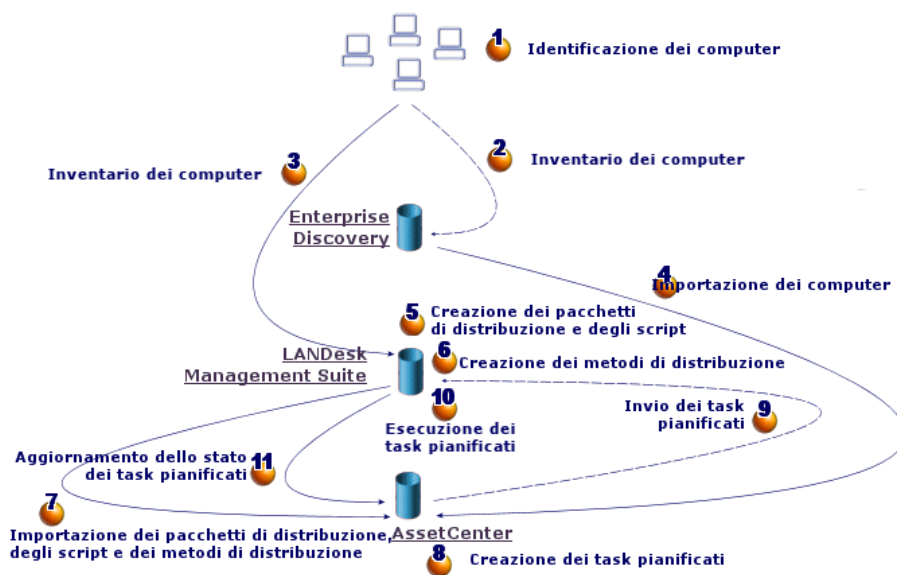 1
Identificazione dei computer
2
Inventario dei computer
3
Inventario dei computer
Enterprise
Discovery
4
Importazione dei computer
5
Creazione dei pacchetti
di distribuzione e degli script
LANDesk
Management Suite
6
Creazione dei metodi di distribuzione
10
Esecuzione dei
task pianificati
Invio dei task
pianificati
9
Aggiornamento dello stato
dei task pianificati
11
7
Importazione dei pacchetti di distribuzione,
degli script e dei metodi di distribuzione
AssetCenter
8
Creazione dei task pianificati